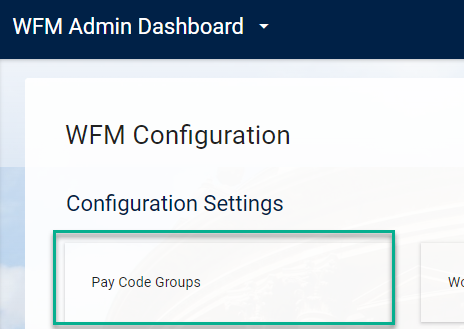 WFM Admin Dashboard
WFM Configuration
Configuration Settings
Pay Code Groups